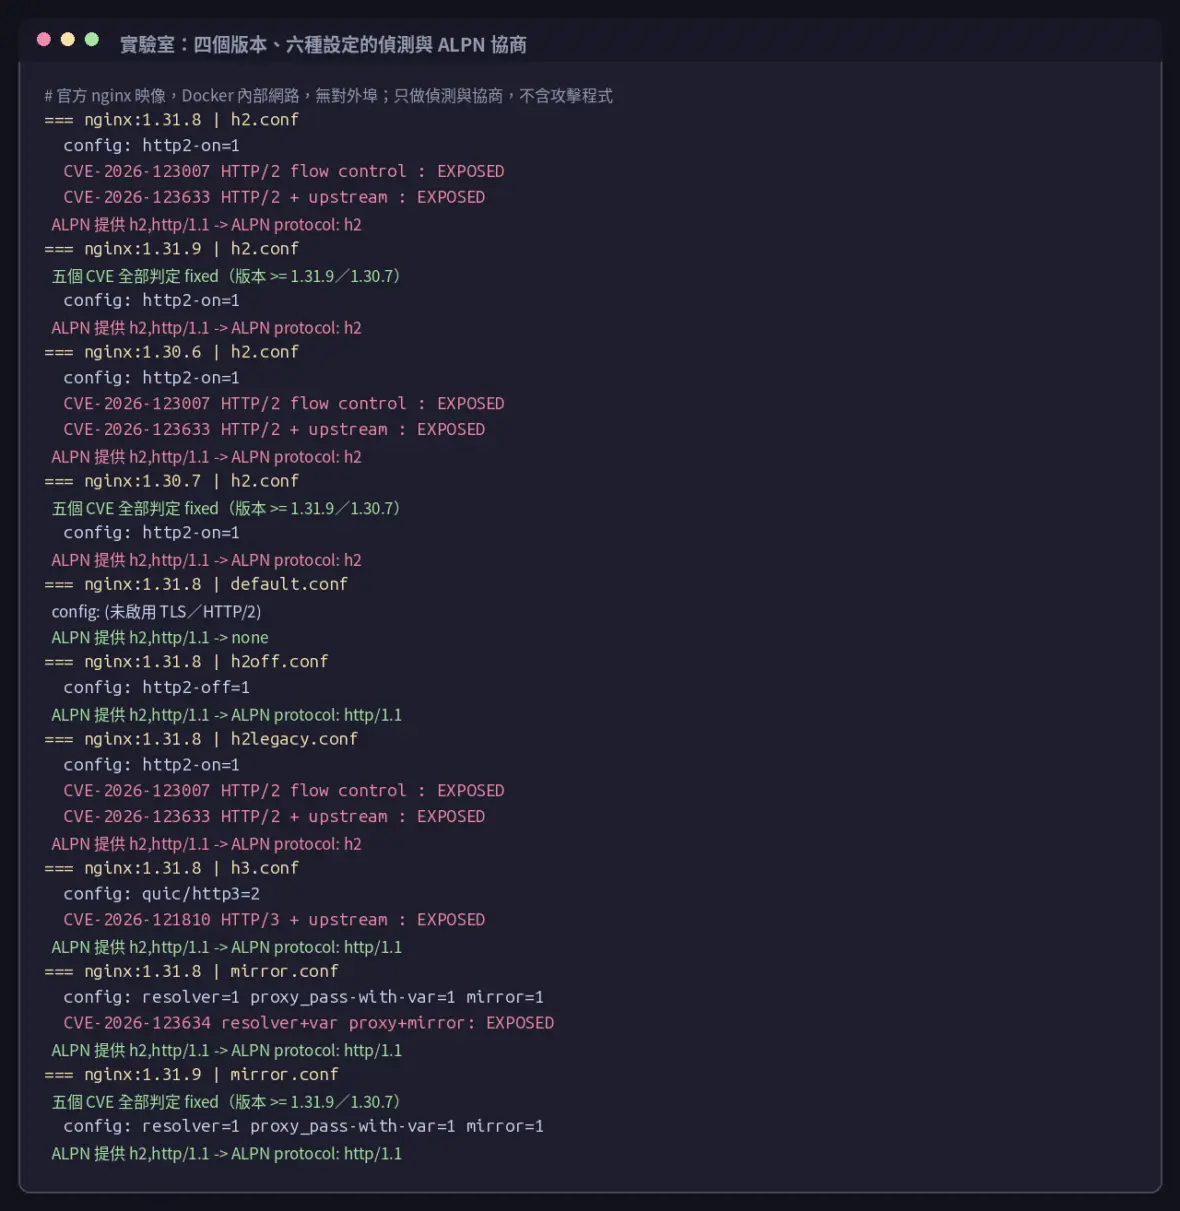 實驗室：四個版本、六種設定的偵測與 ALPN 協商
# 官方 nginx 映像，Docker 內部網路，無對外埠；只做偵測與協商，不含攻擊程式
=== nginx:1.31.8 | h2.conf
config: http2-on=1
CVE-2026-123007 HTTP/2 flow control : EXPOSED
CVE-2026-123633 HTTP/2 + upstream : EXPOSED
ALPN 提供 h2,http/1.1 -> ALPN protocol: h2
=== nginx:1.31.9 | h2.conf
五個 CVE 全部判定 fixed（版本 >= 1.31.9／1.30.7）
config: http2-on=1
ALPN 提供 h2,http/1.1 -> ALPN protocol: h2
=== nginx:1.30.6 | h2.conf
config: http2-on=1
CVE-2026-123007 HTTP/2 flow control : EXPOSED
CVE-2026-123633 HTTP/2 + upstream : EXPOSED
ALPN 提供 h2,http/1.1 -> ALPN protocol: h2
=== nginx:1.30.7 | h2.conf
五個 CVE 全部判定 fixed（版本 >= 1.31.9／1.30.7）
config: http2-on=1
ALPN 提供 h2,http/1.1 -> ALPN protocol: h2
=== nginx:1.31.8 | default.conf
config: (未啟用 TLS／HTTP/2)
ALPN 提供 h2,http/1.1 -> none
=== nginx:1.31.8 | h2off.conf
config: http2-off=1
ALPN 提供 h2,http/1.1 -> ALPN protocol: http/1.1
=== nginx:1.31.8 | h2legacy.conf
config: http2-on=1
CVE-2026-123007 HTTP/2 flow control : EXPOSED
CVE-2026-123633 HTTP/2 + upstream : EXPOSED
ALPN 提供 h2,http/1.1 -> ALPN protocol: h2
=== nginx:1.31.8 | h3.conf
config: quic/http3=2
CVE-2026-121810 HTTP/3 + upstream : EXPOSED
ALPN 提供 h2,http/1.1 -> ALPN protocol: http/1.1
=== nginx:1.31.8 | mirror.conf
config: resolver=1 proxy_pass-with-var=1 mirror=1
CVE-2026-123634 resolver+var proxy+mirror: EXPOSED
ALPN 提供 h2,http/1.1 -> ALPN protocol: http/1.1
=== nginx:1.31.9 | mirror.conf
五個 CVE 全部判定 fixed（版本 >= 1.31.9／1.30.7）
config: resolver=1 proxy_pass-with-var=1 mirror=1
ALPN 提供 h2,http/1.1 -> ALPN protocol: http/1.1